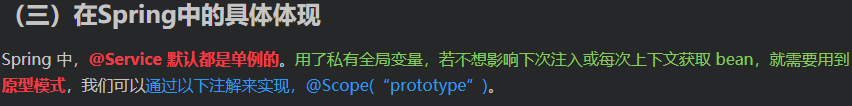 （三）在Spring中的具体体现
Spring 中，@Service 默认都是单例的。用了私有全局变量，若不想影响下次注入或每次上下文获取 bean，就需要用到
原型模式，我们可以通过以下注解来实现，@Scope(“prototype“)。